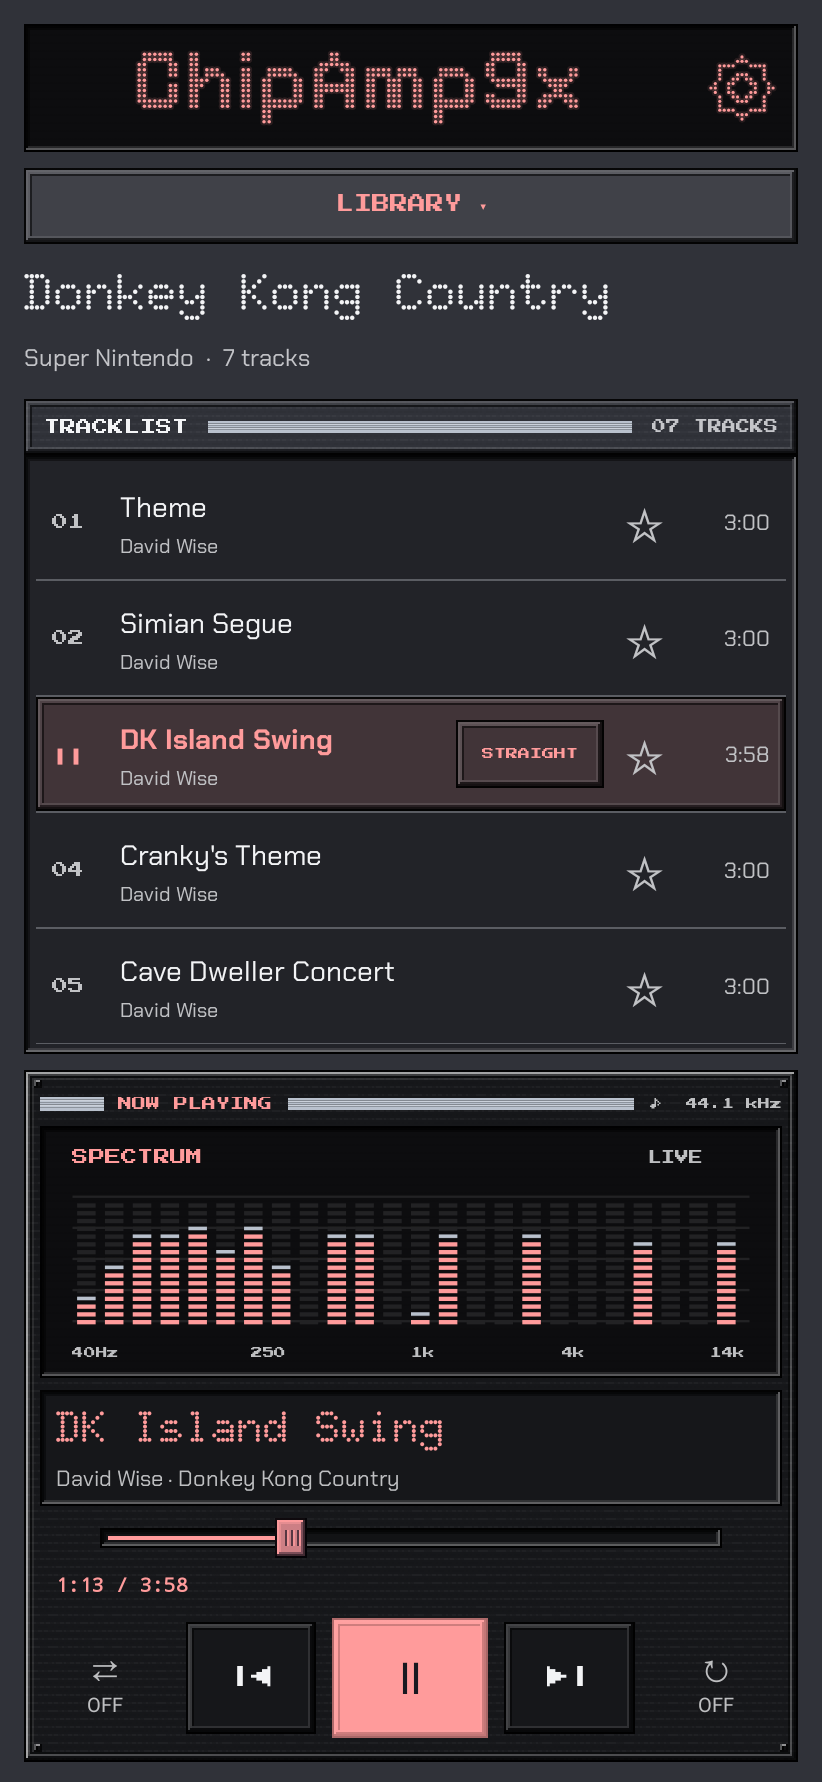 ChipAmp9x
LIBRARY ▾
Donkey Kong Country
Super Nintendo · 7 tracks
TRACKLIST 07 TRACKS
01 Theme 3:00
David Wise
02 Simian Segue 3:00
David Wise
DK Island Swing STRAIGHT 3:58
David Wise
04 Cranky's Theme 3:00
David Wise
05 Cave Dweller Concert 3:00
David Wise
NOW PLAYING ♪ 44.1 kHz
SPECTRUM LIVE
40Hz 250 1k 4k 14k
DK Island Swing
David Wise · Donkey Kong Country
1:13 / 3:58
OFF OFF